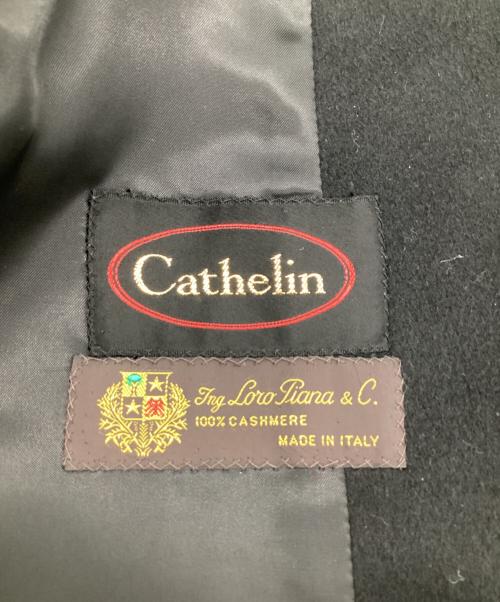 Cathelin
Ing Loro Piana & C.
100% CASHMERE
MADE IN ITALY